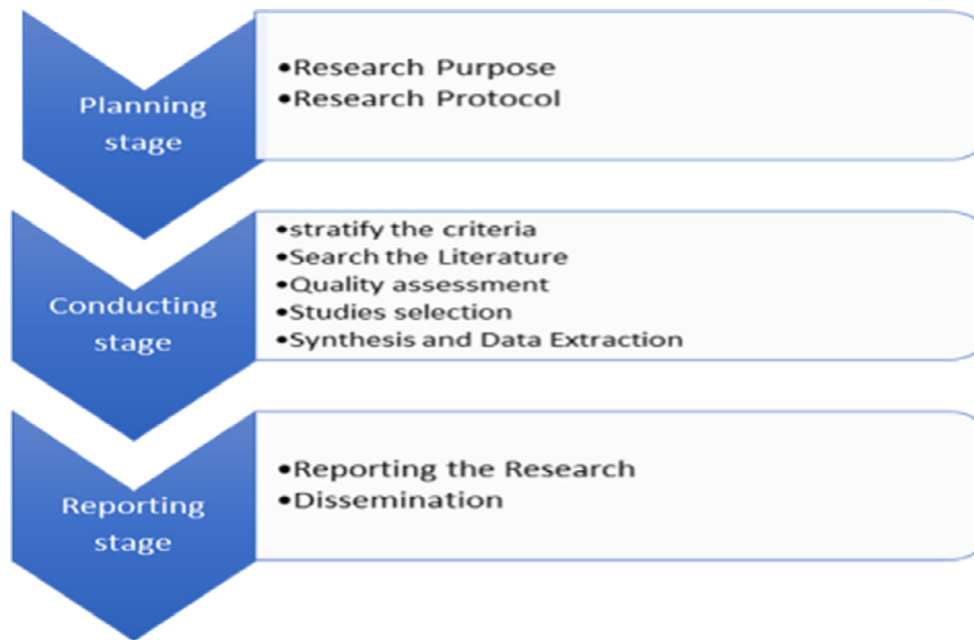 Planning
stage
•Research Purpose
•Research Protocol
Conducting
stage
•stratify the criteria
•Search the Literature
•Quality assessment
•Studies selection
•Synthesis and Data Extraction
Reporting
stage
•Reporting the Research
•Dissemination